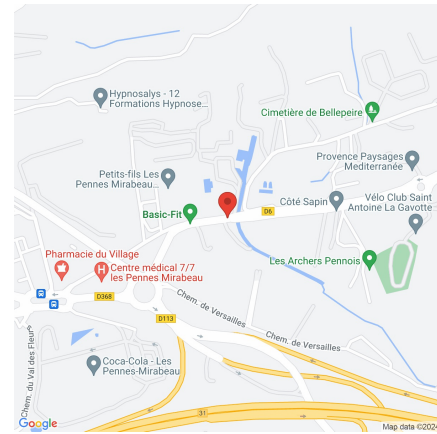 Hypnosalys - 12
Formations Hypnose...
Cimetière de Bellepeire
Provence Paysages
Mediterranée
Petits-fils Les
Pennes Mirabeau...
Côté Sapin
Vélo Club Saint
Antoine La Gavotte
Basic-Fit
D6
Pharmacie du Village
Centre médical 7/7
les Pennes Mirabeau
Les Archers Pennois
D368
Chem. de Versailles
D113
Chem. de Versailles
Chem. du Val des Fleurs
Coca-Cola - Les
Pennes-Mirabeau
31
Google
Map data ©2024